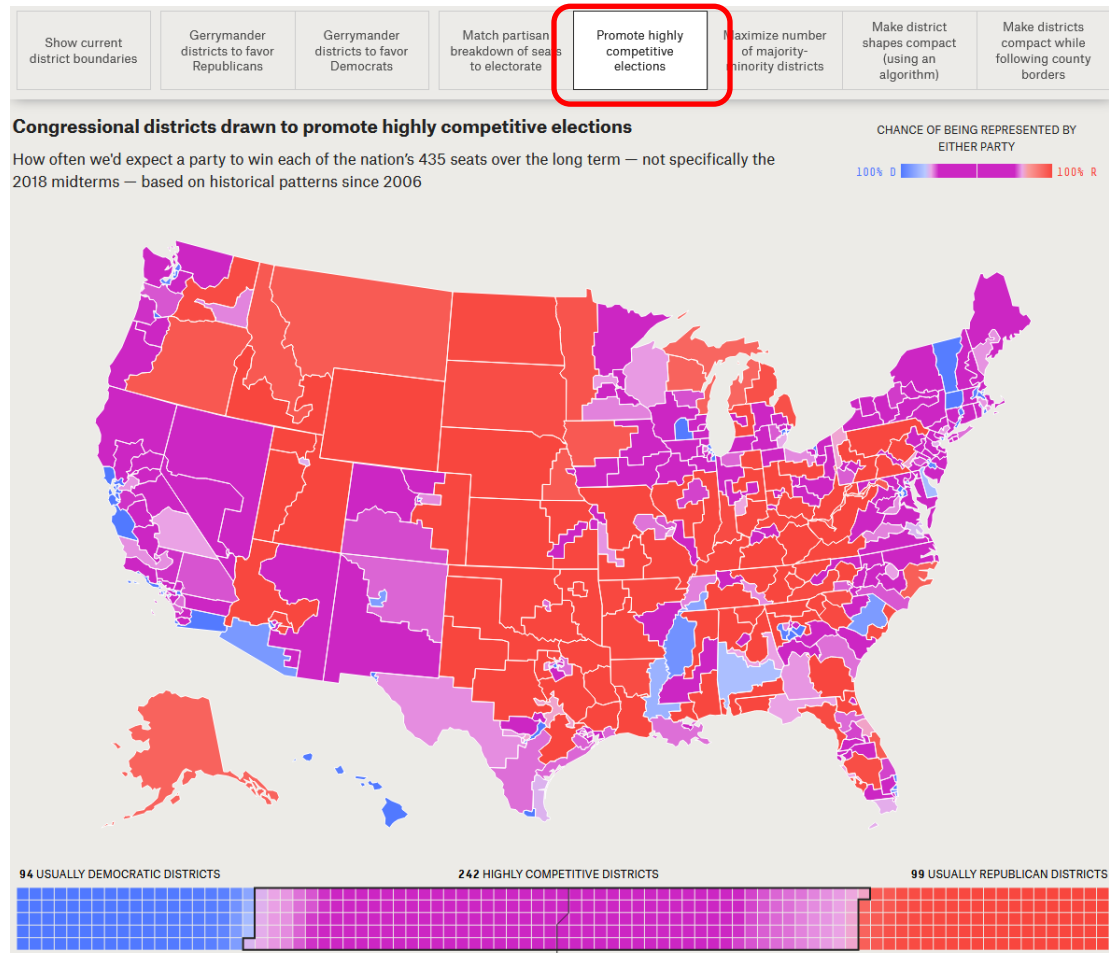 Show current
district boundaries
Gerrymander
districts to favor
Republicans
Gerrymander
districts to favor
Democrats
Match partisan
breakdown of seats
to electorate
Promote highly
competitive
elections
Maximize number
of majority-
minority districts
Make district
shapes compact
(using an
algorithm)
Make districts
compact while
following county
borders
Congressional districts drawn to promote highly competitive elections
How often we'd expect a party to win each of the nation's 435 seats over the long term — not specifically the
2018 midterms — based on historical patterns since 2006
CHANCE OF BEING REPRESENTED BY
EITHER PARTY
100% D
100% R
94 USUALLY DEMOCRATIC DISTRICTS
242 HIGHLY COMPETITIVE DISTRICTS
99 USUALLY REPUBLICAN DISTRICTS